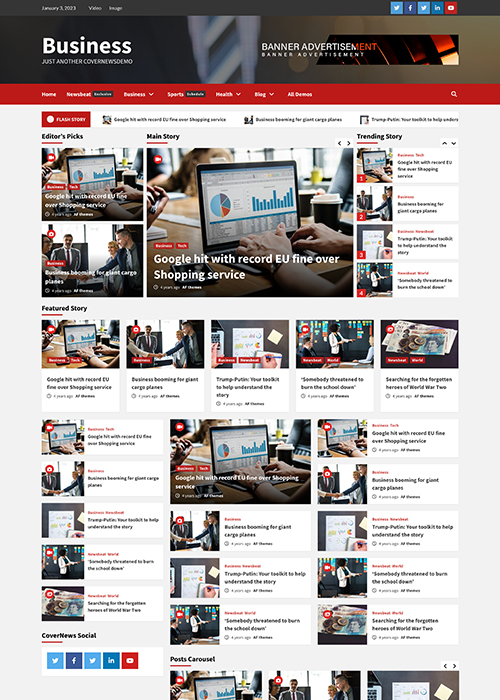 January 3, 2023 Video Image
Business
JUST ANOTHER COVERNEWSDEMO
BANNER ADVERTISEMENT
BANNER ADVERTISEMENT
Home Newsbeat Exclusive Business Sports Schedule Health Blog All Demos
FLASH STORY
Google hit with record EU fine over Shopping service
Business booming for giant cargo planes
Trump-Putin: Your toolkit to help unders
Editor's Picks
Business Tech
Google hit with record EU fine
over Shopping service
4 years ago AF themes
Business
Business booming for giant cargo
planes
4 years ago AF themes
Main Story
Business Tech
Google hit with record EU fine over
Shopping service
4 years ago AF themes
Trending Story
1
Business Tech
Google hit with record EU
fine over Shopping
service
2
Business
Business booming for
giant cargo planes
3
Business Newsbeat
Trump-Putin: Your toolkit
to help understand the
story
4
Newsbeat World
'Somebody threatened to
burn the school down'
Featured Story
Business Tech
Google hit with record EU
fine over Shopping service
4 years ago AF themes
Business
Business booming for giant
cargo planes
4 years ago AF themes
Business Newsbeat
Trump-Putin: Your toolkit
to help understand the
story
4 years ago AF themes
Newsbeat World
'Somebody threatened to
burn the school down'
4 years ago AF themes
Newsbeat World
Searching for the forgotten
heroes of World War Two
4 years ago AF themes
Business Tech
Google hit with record EU fine
over Shopping service
Business
Business booming for giant cargo
planes
Business Newsbeat
Trump-Putin: Your toolkit to help
understand the story
Newsbeat World
'Somebody threatened to burn
the school down'
Newsbeat World
Searching for the forgotten
heroes of World War Two
CoverNews Social
Business Tech
Google hit with record EU fine over Shopping
service
4 years ago AF themes
Business
Business booming for giant
cargo planes
4 years ago AF themes
Business Newsbeat
Trump-Putin: Your toolkit to help
understand the story
4 years ago AF themes
Newsbeat World
'Somebody threatened to burn
the school down'
4 years ago AF themes
Business Tech
Google hit with record EU fine
over Shopping service
4 years ago AF themes
Business
Business booming for giant
cargo planes
4 years ago AF themes
Business Newsbeat
Trump-Putin: Your toolkit to help
understand the story
4 years ago AF themes
Newsbeat World
'Somebody threatened to burn
the school down'
4 years ago AF themes
Newsbeat World
Searching for the forgotten
heroes of World War Two
4 years ago AF themes
Posts Carousel